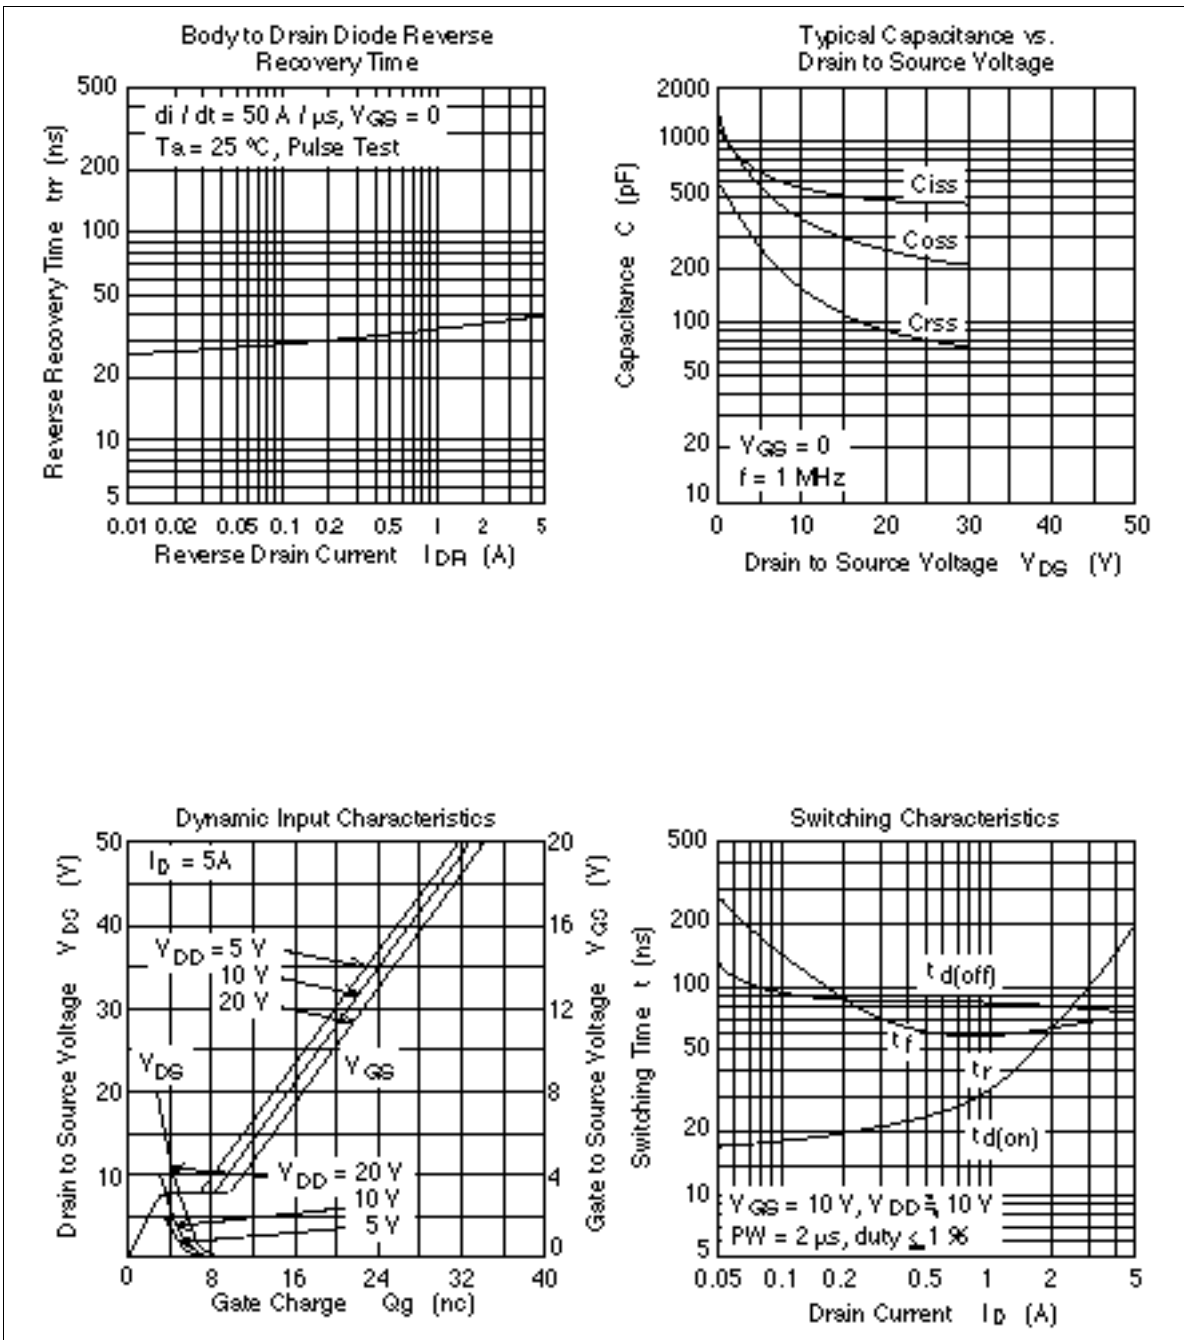 Body to Drain Diode Reverse
Recovery Time
500
200
100
50
20
10
5
Reverse Recovery Time trr (ns)
di / dt = 50 A / µs, VGS = 0
Ta = 25 °C, Pulse Test
0.01 0.02 0.05 0.1 0.2 0.5 1 2 5
Reverse Drain Current IDR (A)
Typical Capacitance vs.
Drain to Source Voltage
2000
1000
500
200
100
50
20
10
Capacitance C (pF)
Ciss
Coss
Crss
VGS = 0
f = 1 MHz
0 10 20 30 40 50
Drain to Source Voltage VDS (V)
Dynamic Input Characteristics
50
40
30
20
10
Drain to Source Voltage VDS (V)
ID = 5A
VDD = 5 V
10 V
20 V
VDS
VGS
VDD = 20 V
10 V
5 V
20
16
12
8
4
0
Gate to Source Voltage VGS (V)
0 8 16 24 32 40
Gate Charge Qg (nc)
Switching Characteristics
500
200
100
50
20
10
5
Switching Time t (ns)
t d(off)
t f
t r
t d(on)
VGS = 10 V, VDD = 10 V
PW = 2 µs, duty ≤ 1 %
0.05 0.1 0.2 0.5 1 2 5
Drain Current ID (A)